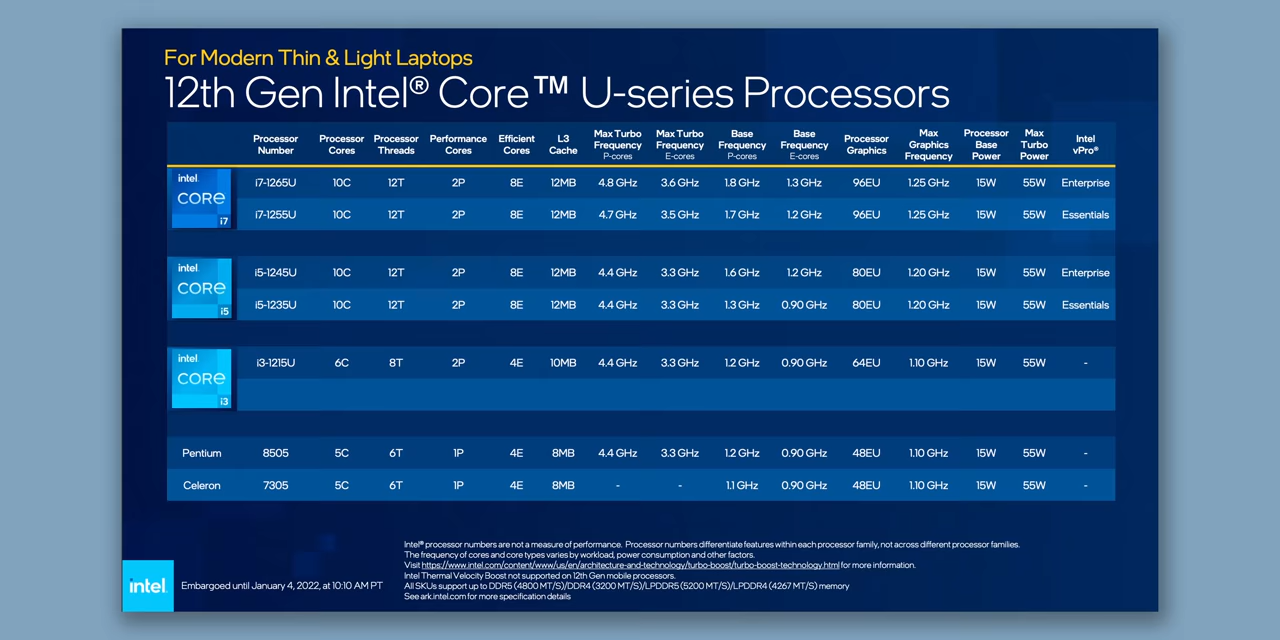 For Modern Thin & Light Laptops
12th Gen Intel® Core™ U-series Processors
Processor Number Processor Cores Processor Threads Performance Cores Efficient Cores L3 Cache Max Turbo Frequency P-cores Max Turbo Frequency E-cores Base Frequency P-cores Base Frequency E-cores Processor Graphics Max Graphics Frequency Processor Base Power Max Turbo Power Intel vPro®
intel.
CORE
i7
i7-1265U 10C 12T 2P 8E 12MB 4.8 GHz 3.6 GHz 1.8 GHz 1.3 GHz 96EU 1.25 GHz 15W 55W Enterprise
i7-1255U 10C 12T 2P 8E 12MB 4.7 GHz 3.5 GHz 1.7 GHz 1.2 GHz 96EU 1.25 GHz 15W 55W Essentials
intel.
CORE
i5
i5-1245U 10C 12T 2P 8E 12MB 4.4 GHz 3.3 GHz 1.6 GHz 1.2 GHz 80EU 1.20 GHz 15W 55W Enterprise
i5-1235U 10C 12T 2P 8E 12MB 4.4 GHz 3.3 GHz 1.3 GHz 0.90 GHz 80EU 1.20 GHz 15W 55W Essentials
intel.
CORE
i3
i3-1215U 6C 8T 2P 4E 10MB 4.4 GHz 3.3 GHz 1.2 GHz 0.90 GHz 64EU 1.10 GHz 15W 55W -
Pentium 8505 5C 6T 1P 4E 8MB 4.4 GHz 3.3 GHz 1.2 GHz 0.90 GHz 48EU 1.10 GHz 15W 55W -
Celeron 7305 5C 6T 1P 4E 8MB - - 1.1 GHz 0.90 GHz 48EU 1.10 GHz 15W 55W -
Intel® processor numbers are not a measure of performance. Processor numbers differentiate features within each processor family, not across different processor families.
The frequency of cores and core types varies by workload, power consumption and other factors.
Visit https://www.intel.com/content/www/us/en/architecture-and-technology/turbo-boost/turbo-boost-technology.html for more information.
Intel Thermal Velocity Boost not supported on 12th Gen mobile processors.
All SKUs support up to DDR5 (4800 MT/S)/DDR4 (3200 MT/S)/LPDDR5 (5200 MT/S)/LPDDR4 (4267 MT/S) memory
See ark.intel.com for more specification details
intel.
Embargoed until January 4, 2022, at 10:10 AM PT